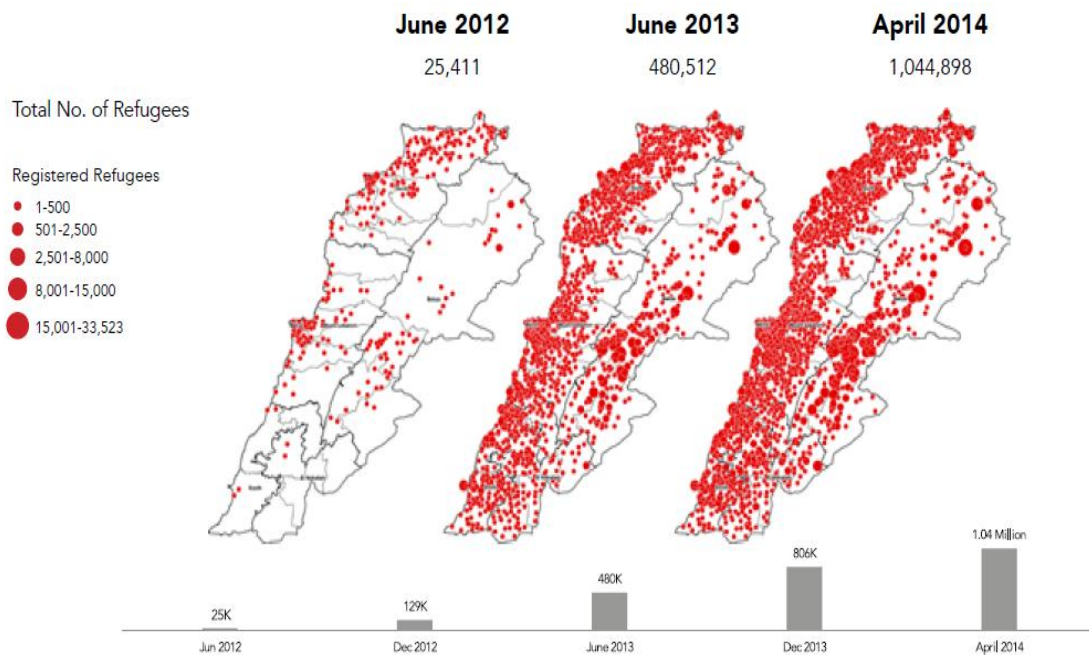 June 2012 June 2013 April 2014
25,411 480,512 1,044,898
Total No. of Refugees
Registered Refugees
1-500
501-2,500
2,501-8,000
8,001-15,000
15,001-33,523
25K 129K 480K 806K 1.04 Million
Jun 2012 Dec 2012 June 2013 Dec 2013 April 2014